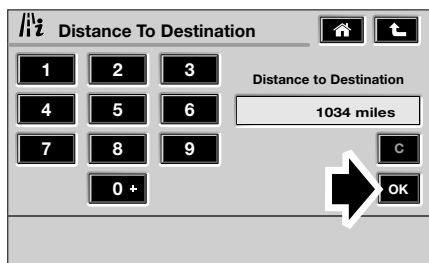 i Distance To Destination
1 2 3
Distance to Destination
4 5 6
1034 miles
7 8 9
C
0 +
OK